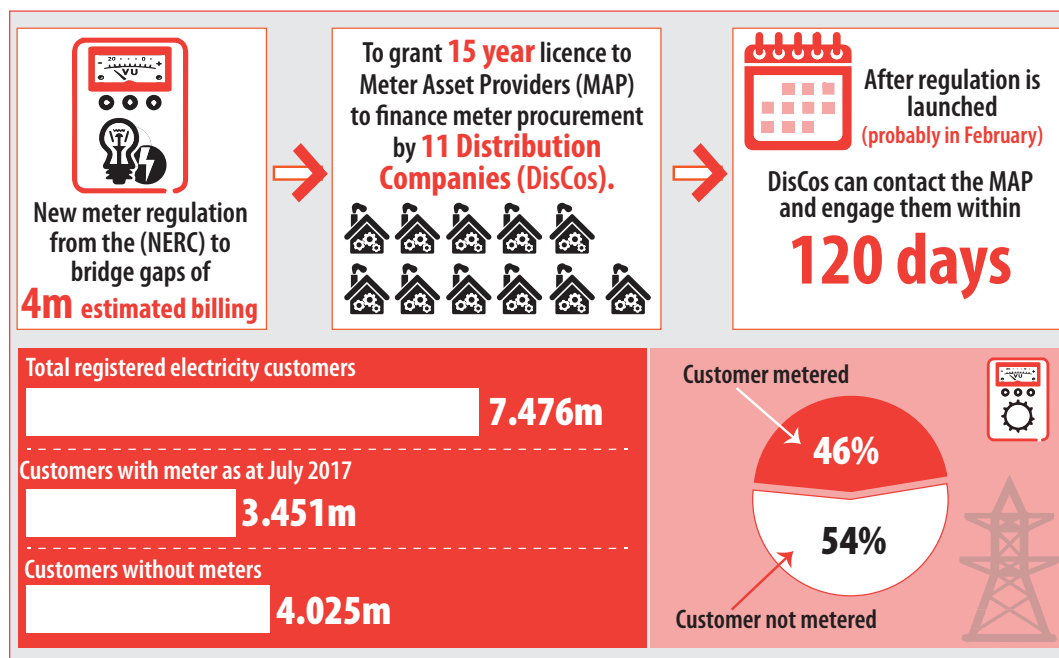 20 0
- +
VU
New meter regulation
from the (NERC) to
bridge gaps of
4m estimated billing
To grant 15 year licence to
Meter Asset Providers (MAP)
to finance meter procurement
by 11 Distribution
Companies (DisCos).
After regulation is
launched
(probably in February)
DisCos can contact the MAP
and engage them within
120 days
Total registered electricity customers
7.476m
Customers with meter as at July 2017
3.451m
Customers without meters
4.025m
Customer metered
46%
54%
Customer not metered
VU